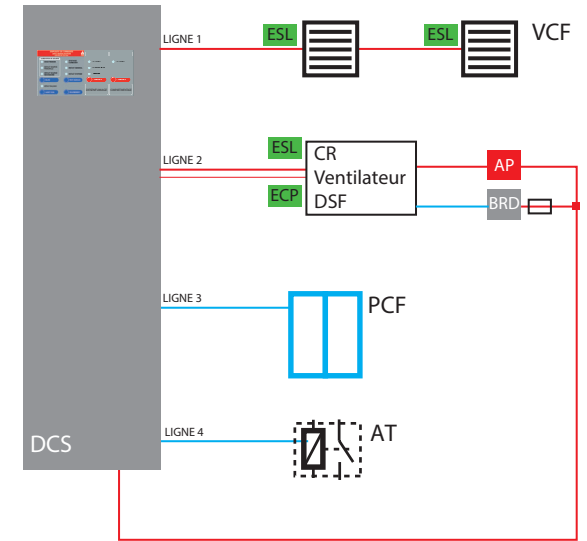 LIGNE 1
ESL
ESL
VCF
LIGNE 2
ESL
ECP
CR
Ventilateur
DSF
AP
BRD
LIGNE 3
PCF
LIGNE 4
AT
DCS